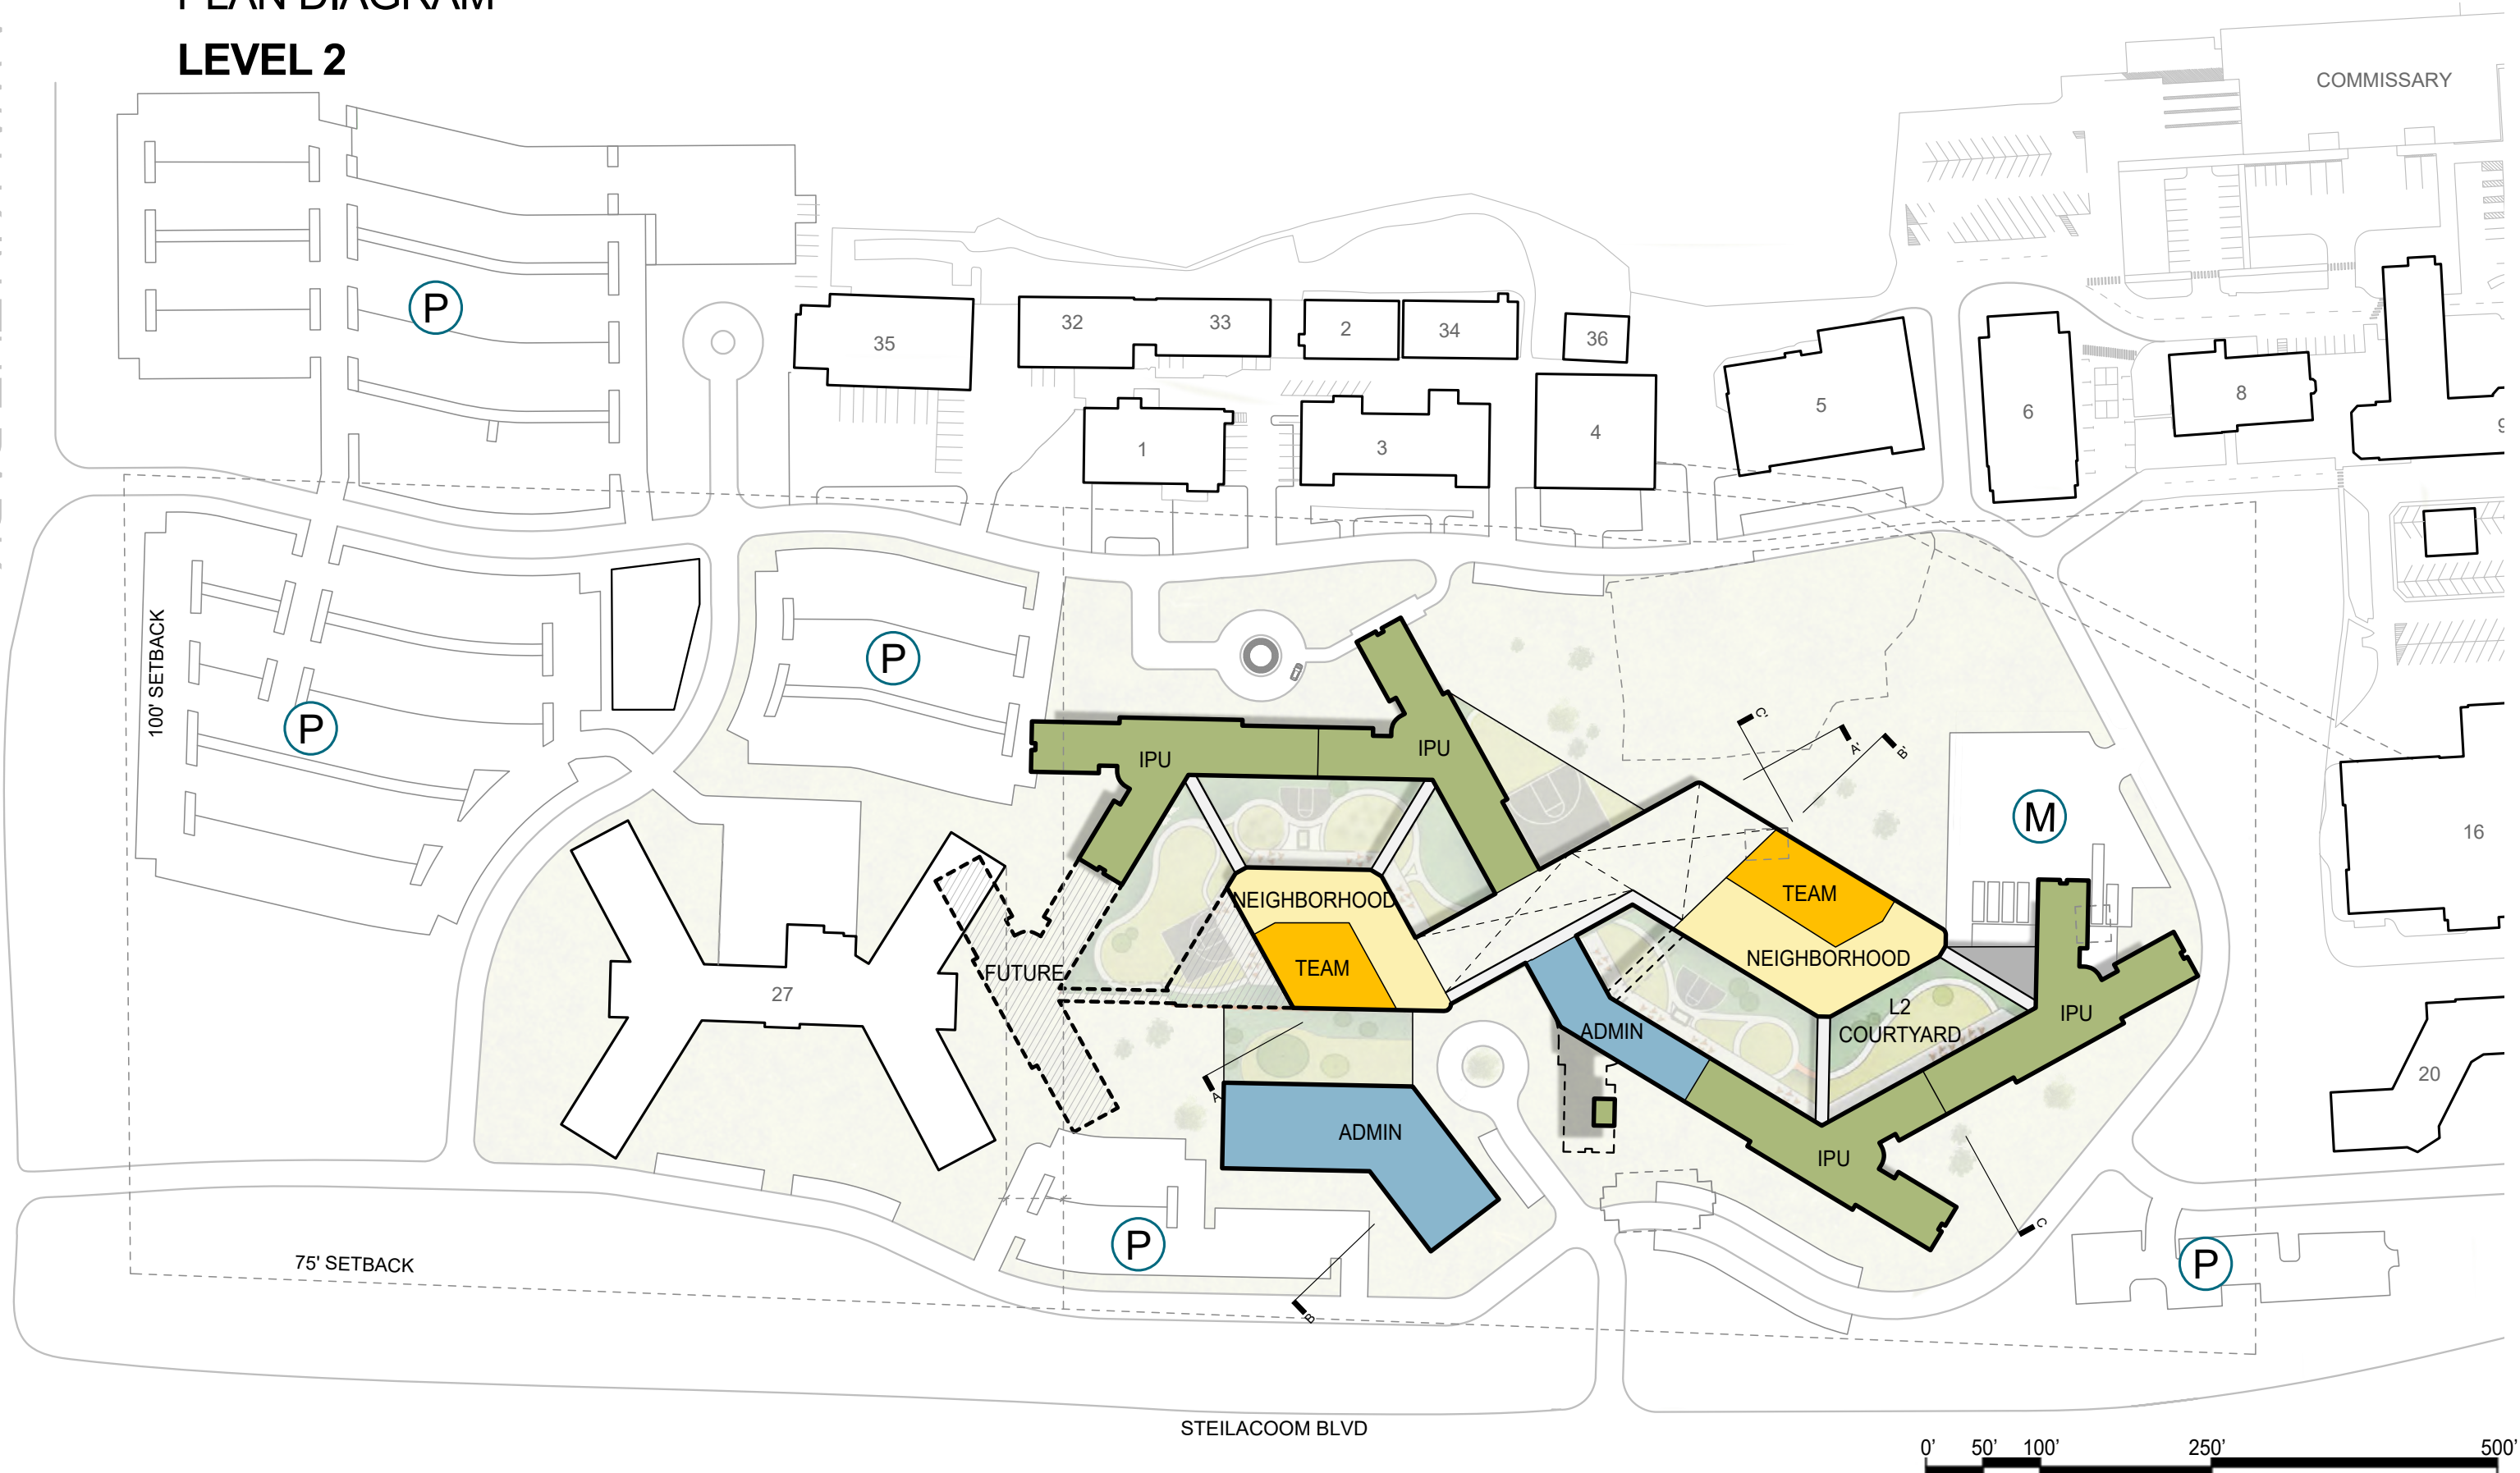 PLAN DIAGRAM
LEVEL 2
COMMISSARY
P
35
32
33
2
34
36
1
3
4
5
6
8
9
100' SETBACK
P
P
IPU
IPU
C'
A'
B'
M
16
NEIGHBORHOOD
TEAM
TEAM
NEIGHBORHOOD
FUTURE
27
L2
COURTYARD
IPU
ADMIN
20
A
ADMIN
IPU
C
P
P
75' SETBACK
B
STEILACOOM BLVD
0’ 50’ 100’ 250’ 500’